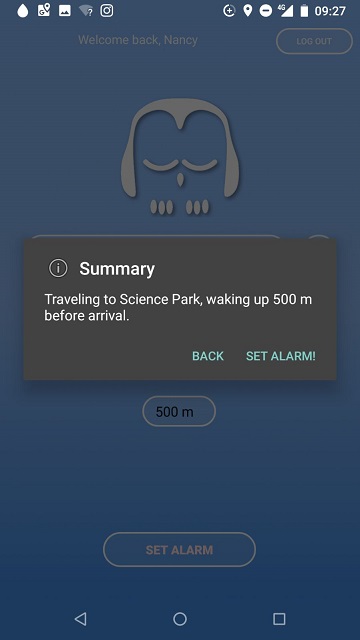 4G 09:27
Welcome back, Nancy
LOG OUT
Summary
Traveling to Science Park, waking up 500 m
before arrival.
BACK SET ALARM!
500 m
SET ALARM